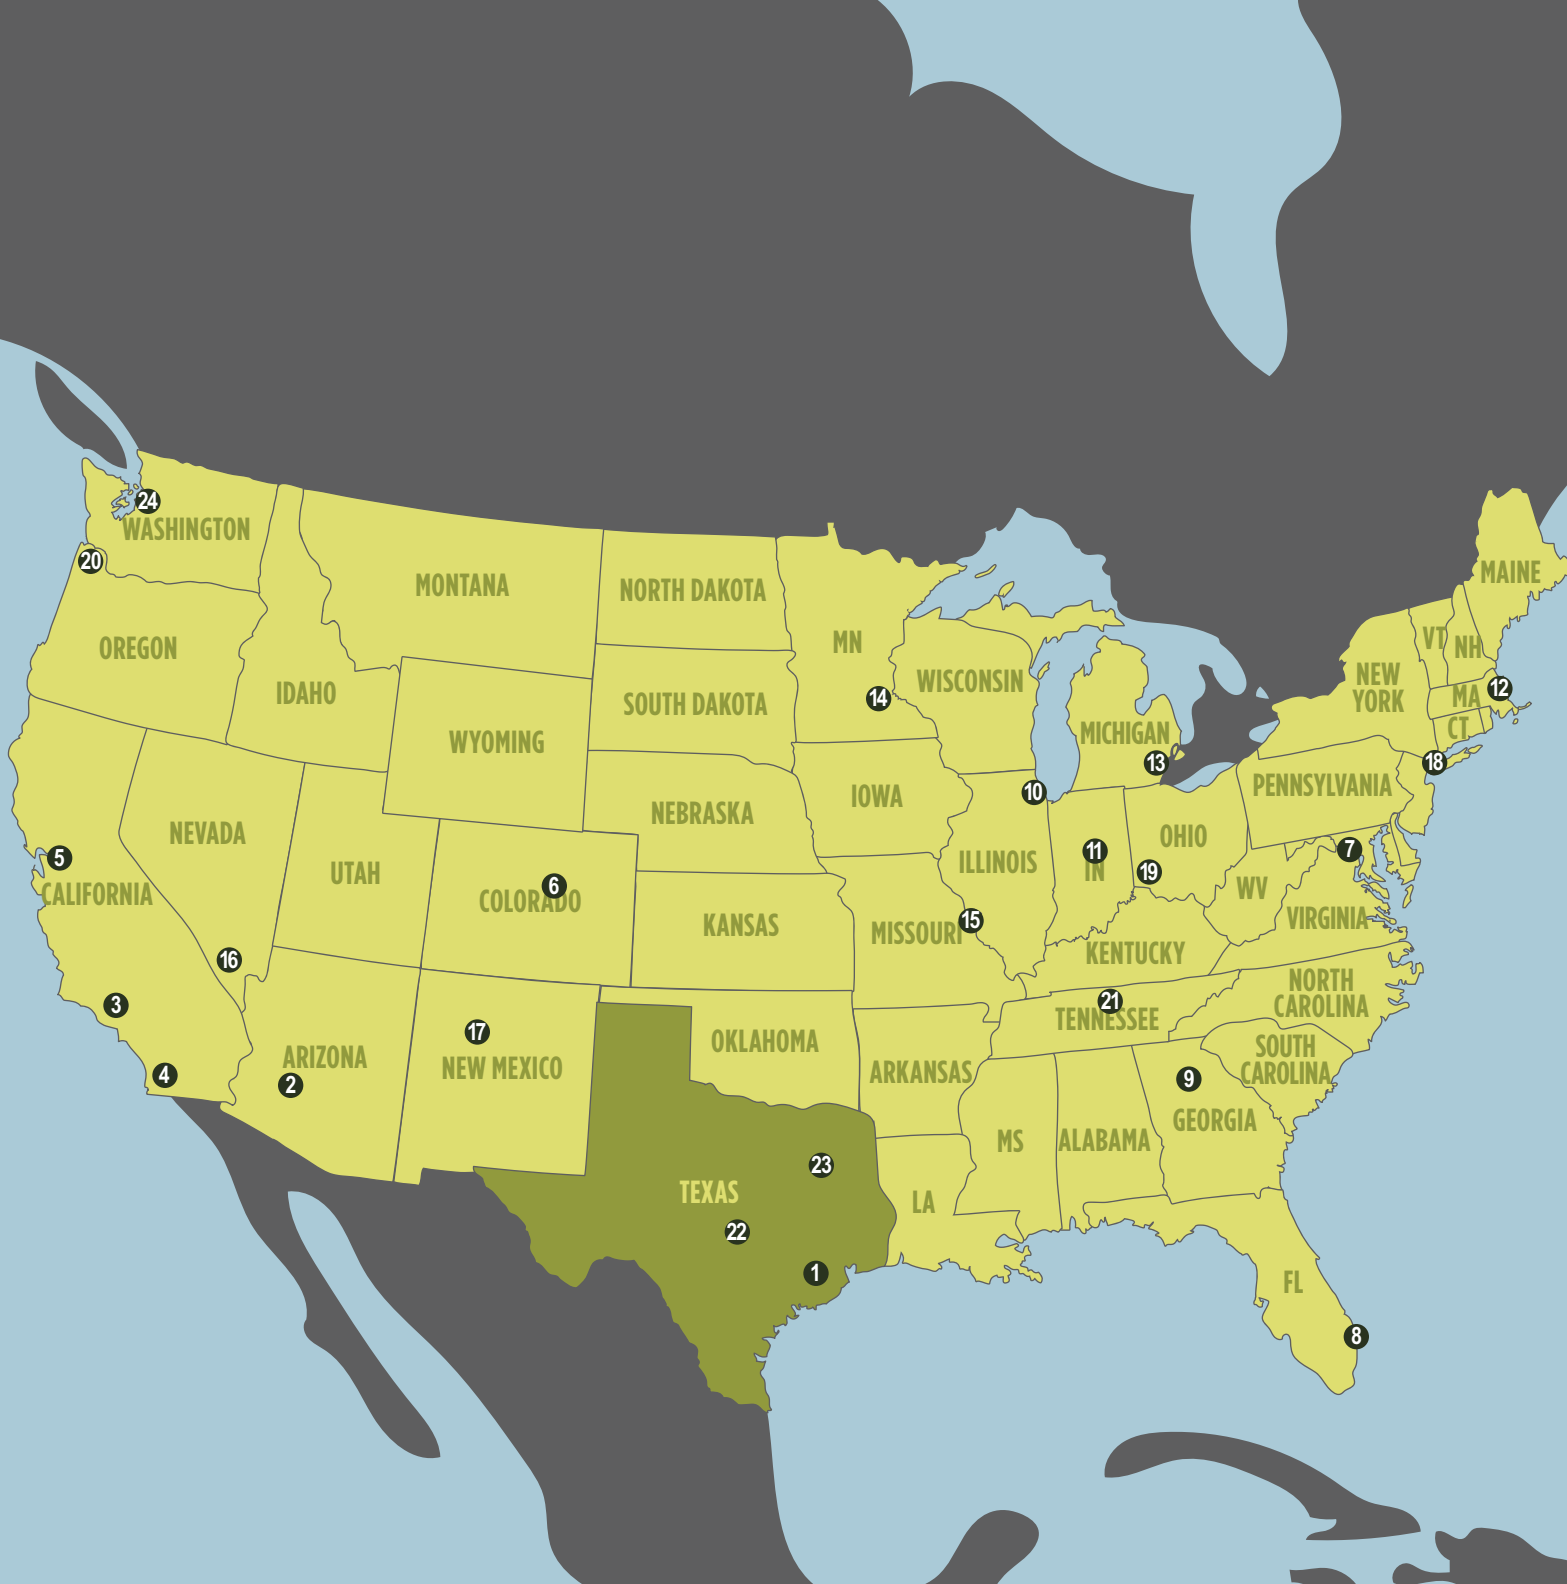 24
WASHINGTON
20
MONTANA
NORTH DAKOTA
MAINE
OREGON
MN
VT
NH
IDAHO
WISCONSIN
NEW
YORK
MA
12
14
SOUTH DAKOTA
CT
WYOMING
MICHIGAN
13
18
10
IOWA
PENNSYLVANIA
NEBRASKA
NEVADA
OHIO
7
5
11
IN
ILLINOIS
UTAH
19
CALIFORNIA
6
COLORADO
WV
KANSAS
MISSOURI
15
VIRGINIA
KENTUCKY
16
3
21
TENNESSEE
NORTH
CAROLINA
17
OKLAHOMA
ARIZONA
NEW MEXICO
ARKANSAS
SOUTH
CAROLINA
4
2
9
GEORGIA
MS
ALABAMA
23
TEXAS
LA
22
1
FL
8